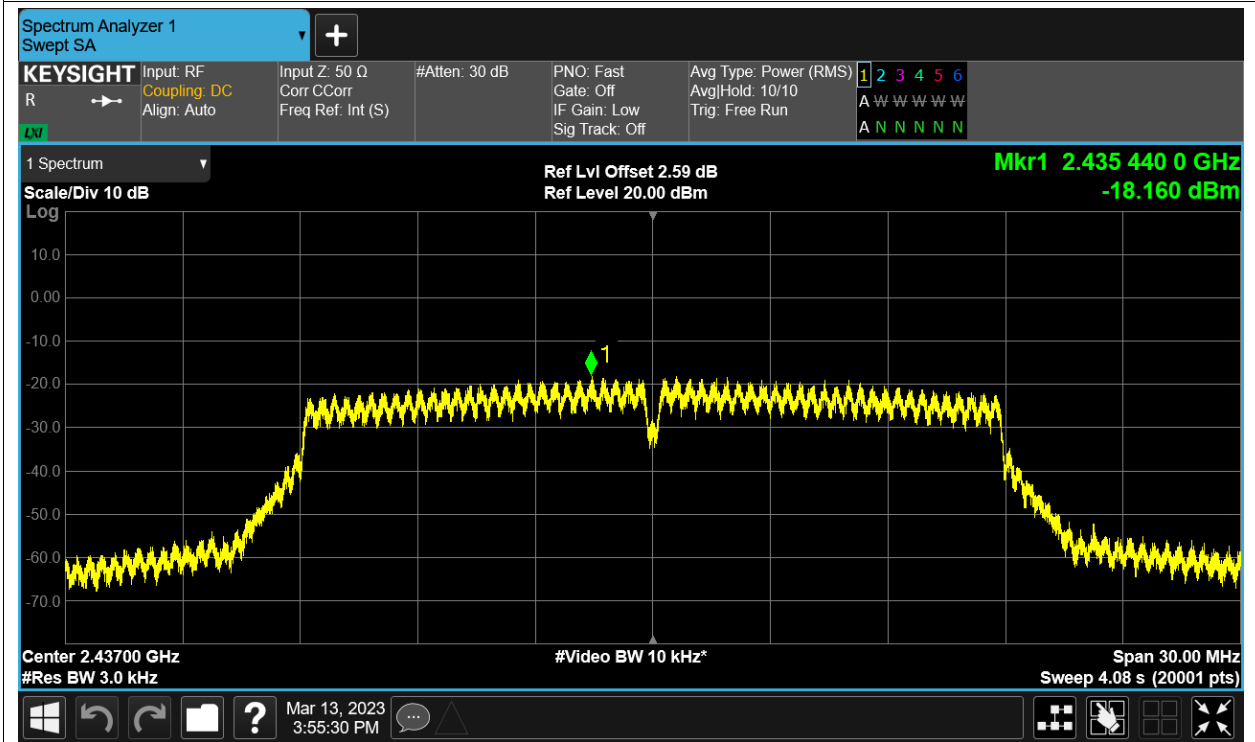 Spectrum Analyzer 1
Swept SA
+
KEYSIGHT
R
LXI
Input: RF
Coupling: DC
Align: Auto
Input Z: 50 Ω
Corr CCorr
Freq Ref: Int (S)
#Atten: 30 dB
PNO: Fast
Gate: Off
IF Gain: Low
Sig Track: Off
Avg Type: Power (RMS)
Avg|Hold: 10/10
Trig: Free Run
1 2 3 4 5 6
A W W W W W
A N N N N N
1 Spectrum
Scale/Div 10 dB
Ref Lvl Offset 2.59 dB
Ref Level 20.00 dBm
Mkr1 2.435 440 0 GHz
-18.160 dBm
Log
10.0
0.00
-10.0
1
-20.0
-30.0
-40.0
-50.0
-60.0
-70.0
Center 2.43700 GHz
#Res BW 3.0 kHz
#Video BW 10 kHz*
Span 30.00 MHz
Sweep 4.08 s (20001 pts)
?
Mar 13, 2023
3:55:30 PM